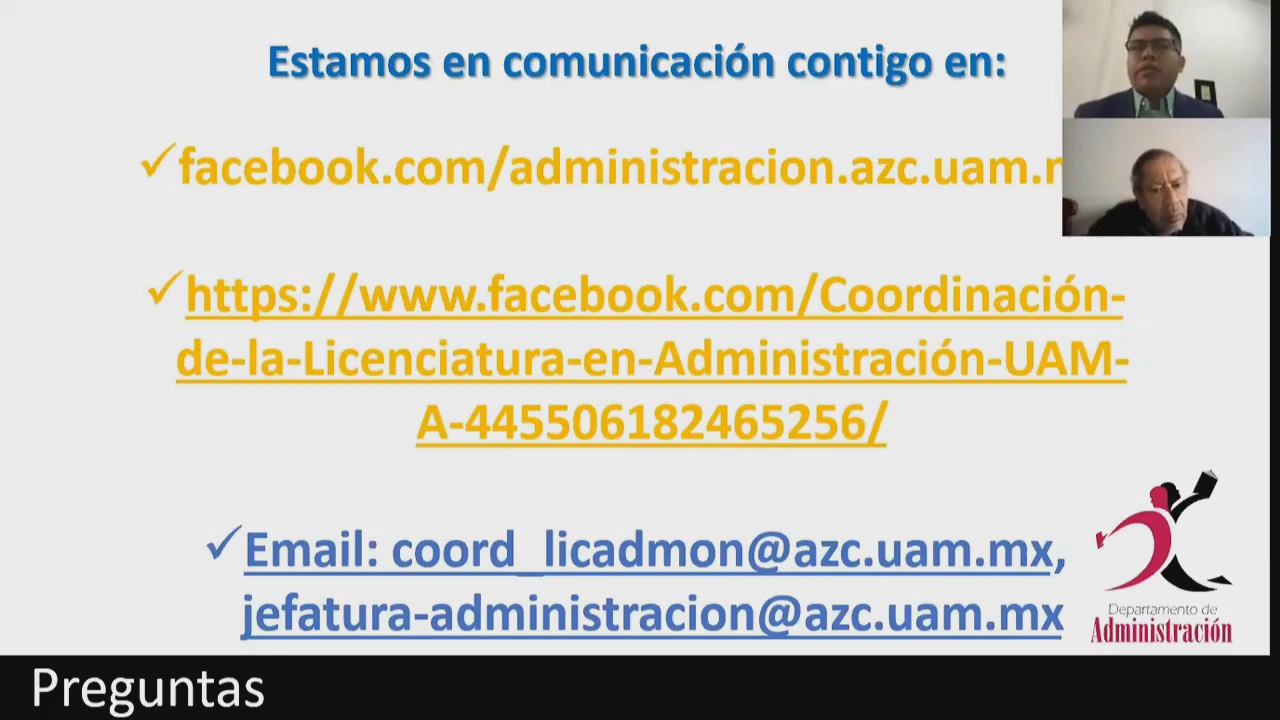 Estamos en comunicación contigo en:
✓facebook.com/administracion.azc.uam.
✓https://www.facebook.com/Coordinación-
de-la-Licenciatura-en-Administración-UAM-
A-445506182465256/
✓Email: coord_licadmon@azc.uam.mx,
jefatura-administracion@azc.uam.mx
Departamento de
Administración
Preguntas